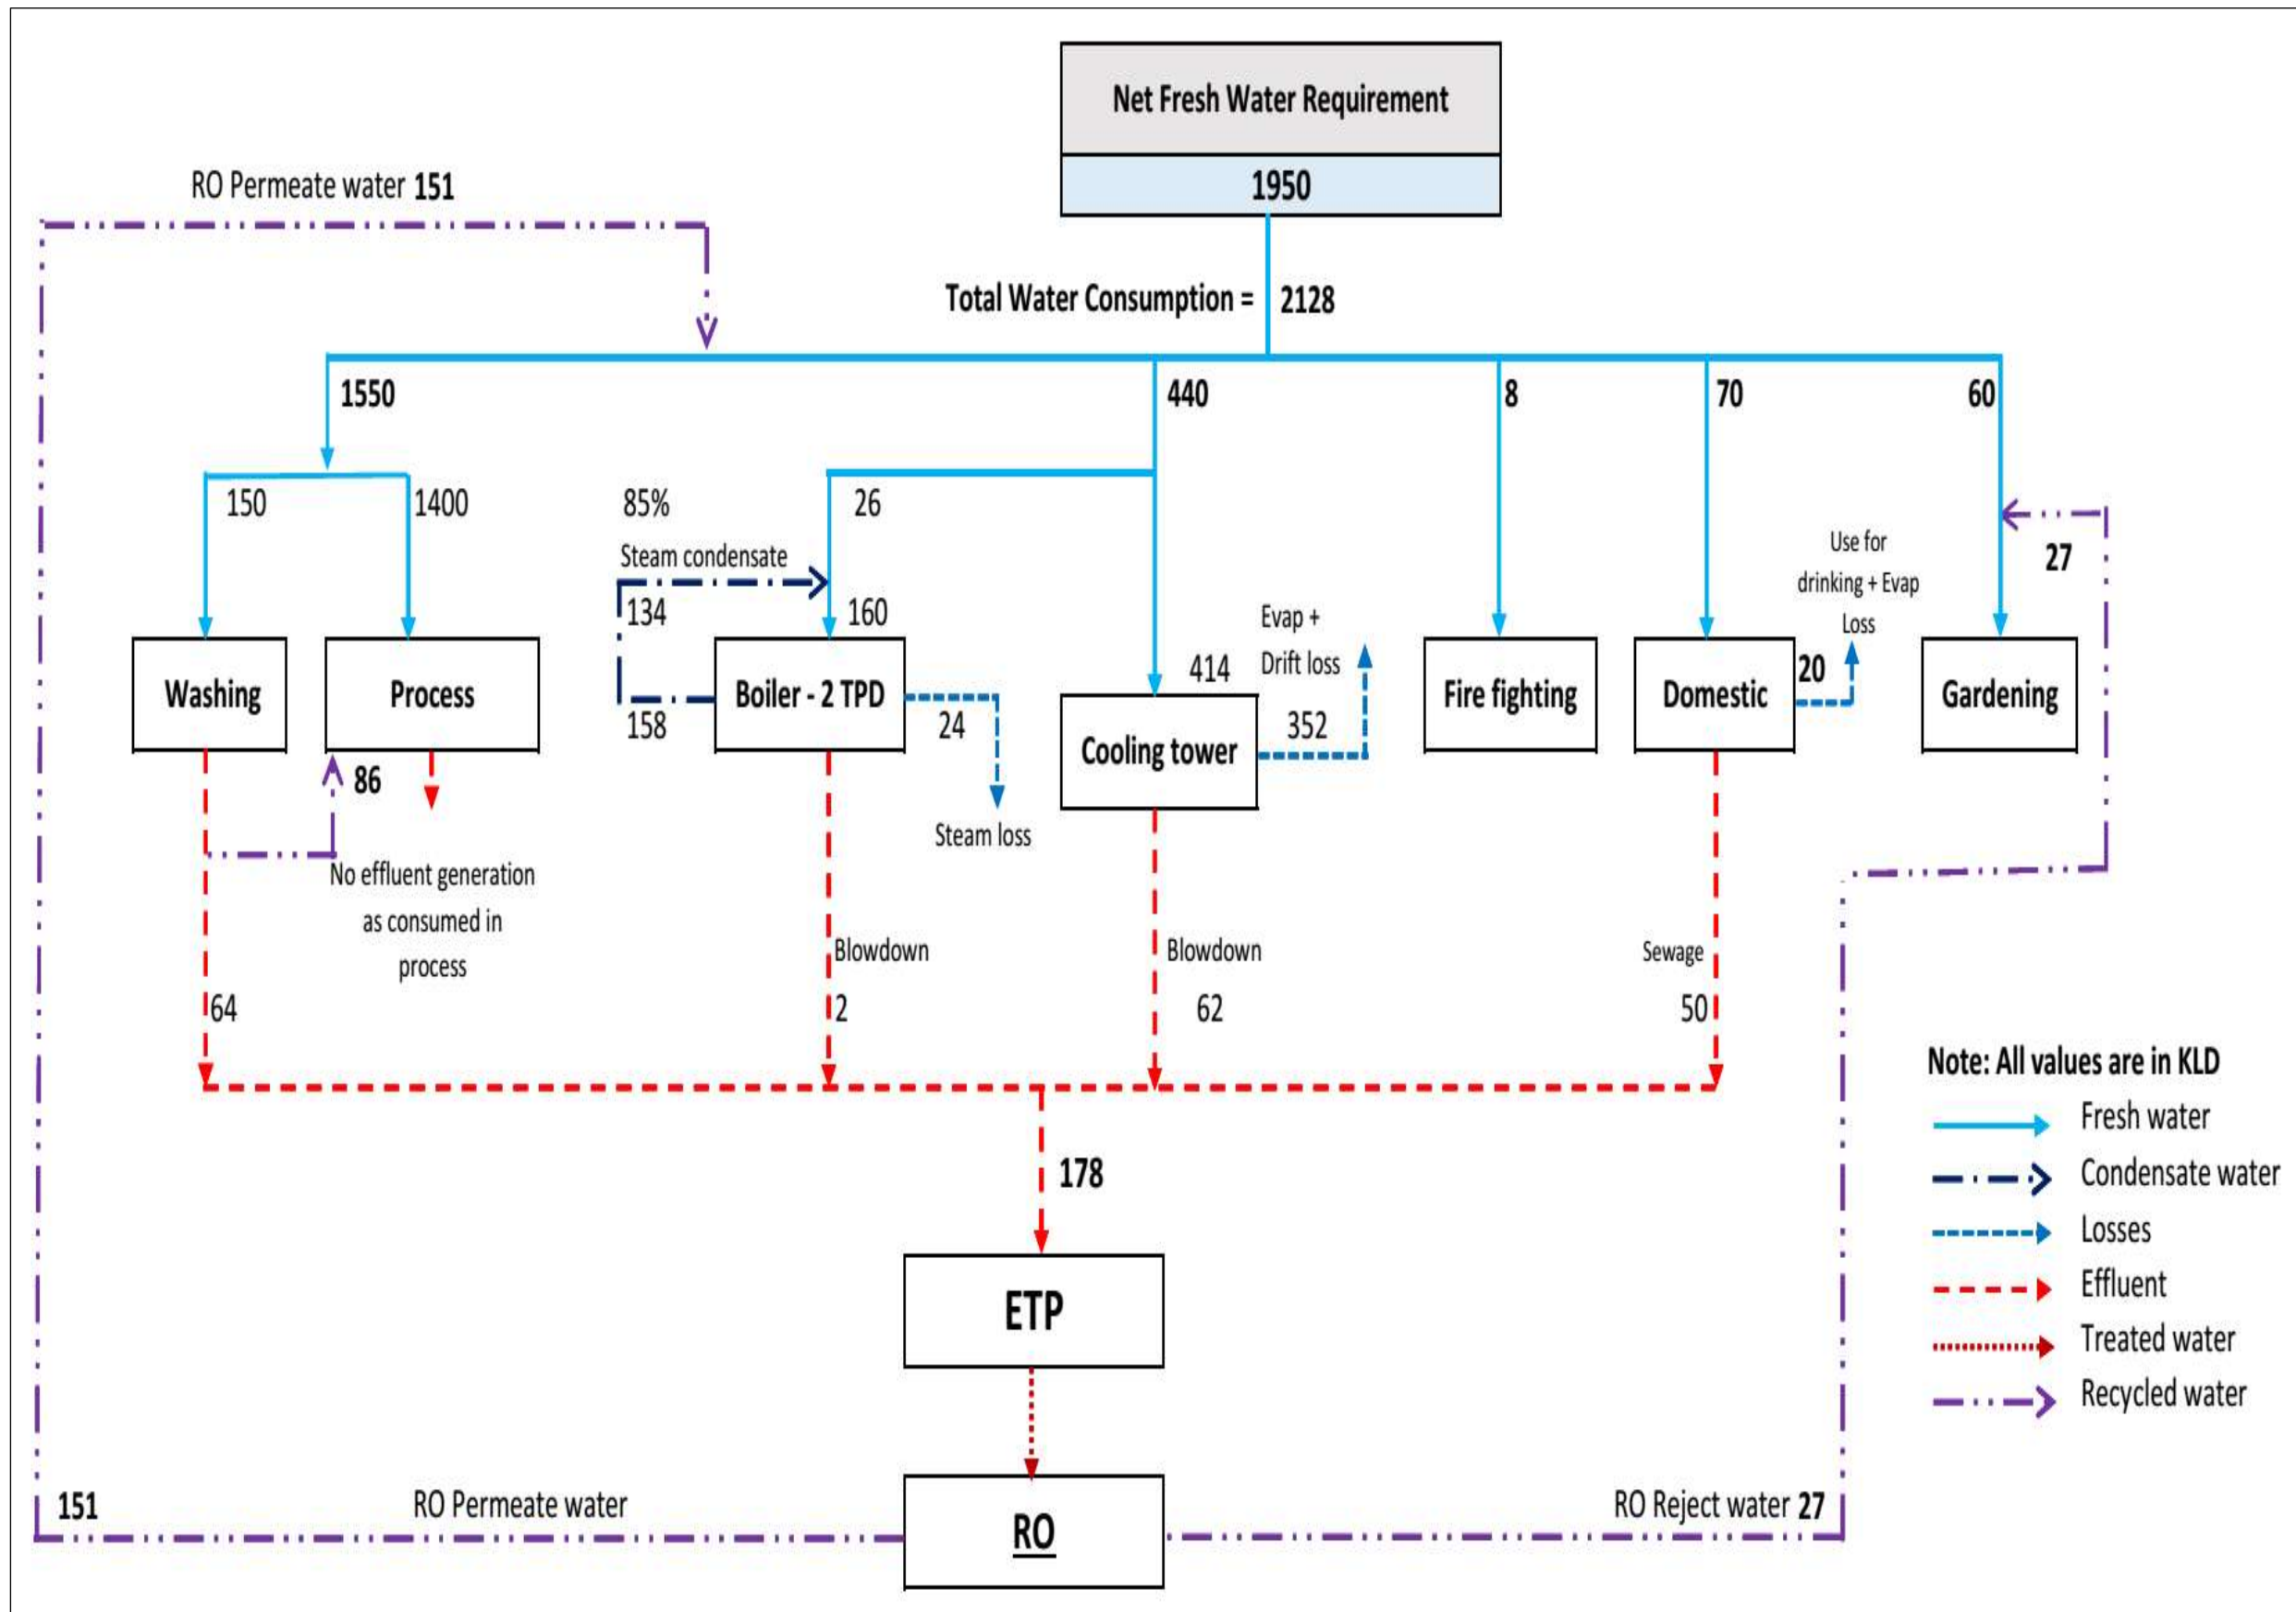 Net Fresh Water Requirement
1950
RO Permeate water 151
Total Water Consumption = 2128
1550
440
8
70
60
150
1400
85%
26
Steam condensate
134
160
Use for
drinking + Evap
Loss
27
Evap +
Drift loss
414
Washing
Process
158
Boiler - 2 TPD
24
Steam loss
Cooling tower
352
Fire fighting
Domestic
20
Gardening
86
No effluent generation
as consumed in
process
Blowdown
Blowdown
Sewage
64
2
62
50
178
ETP
RO
151
RO Permeate water
RO Reject water 27
Note: All values are in KLD
Fresh water
Condensate water
Losses
Effluent
Treated water
Recycled water